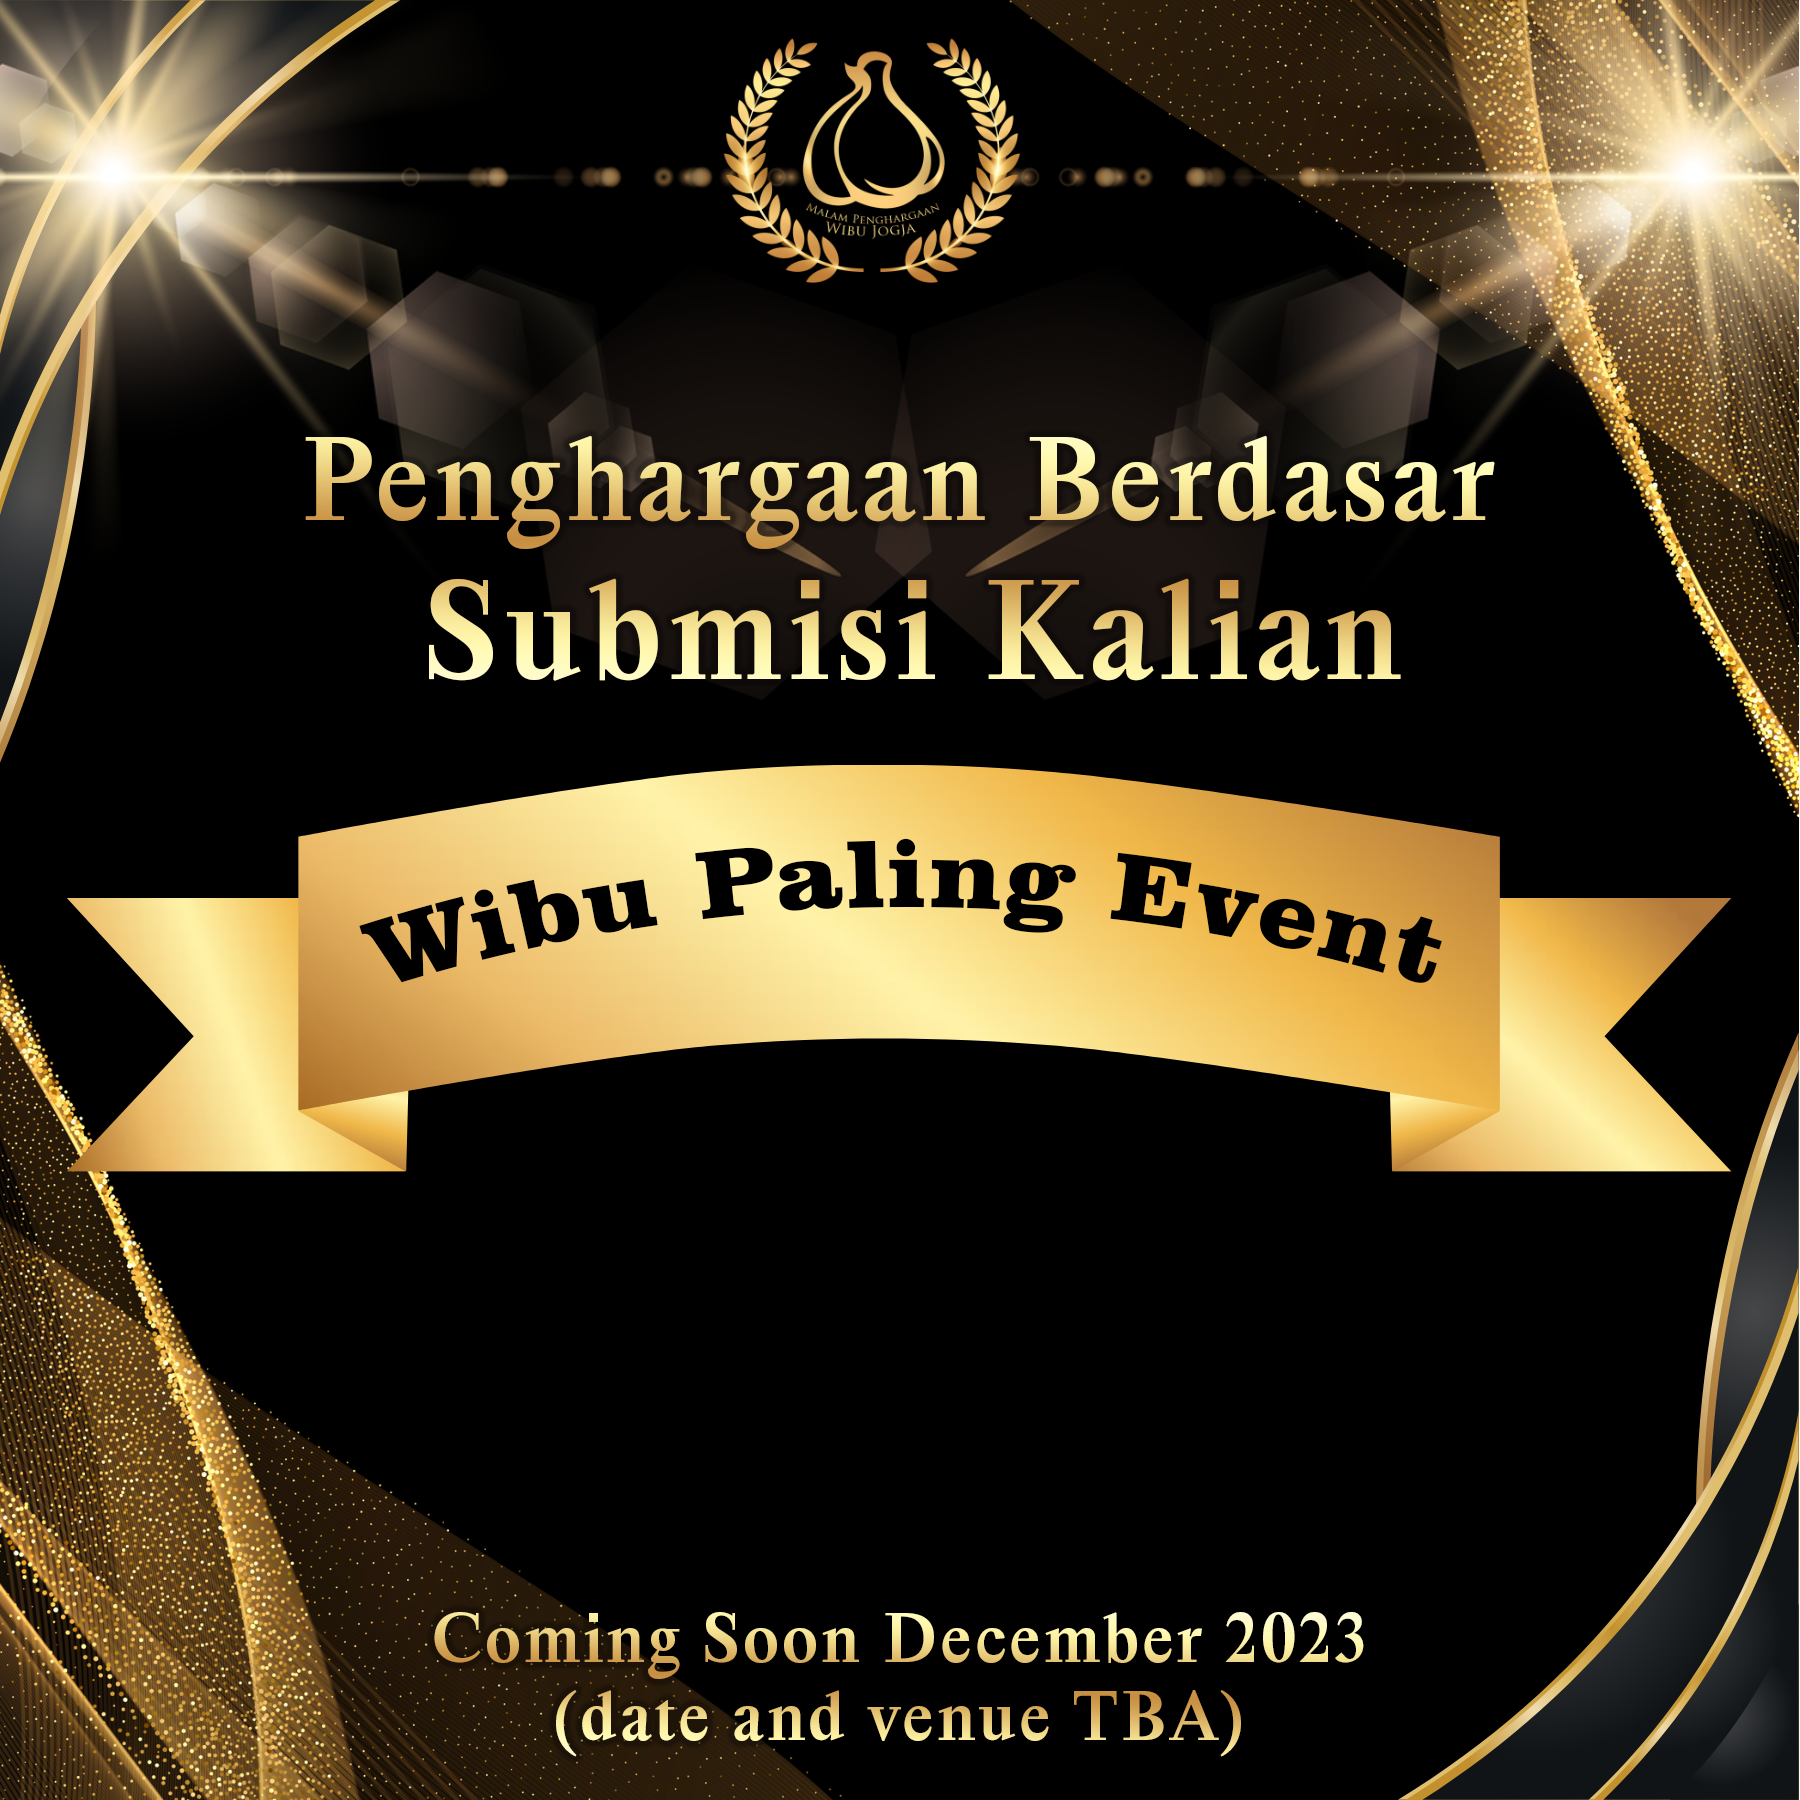 Malam Penghargaan
Wibu Jogja
Penghargaan Berdasar
Submisi Kalian
Wibu Paling Event
Coming Soon December 2023
(date and venue TBA)